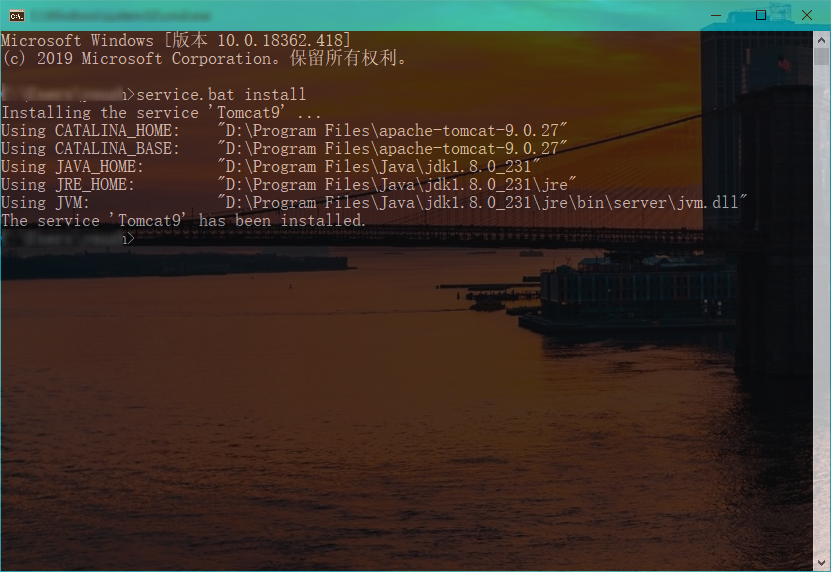 Microsoft Windows [版本 10.0.18362.418]
(c) 2019 Microsoft Corporation。保留所有权利。
>service.bat install
Installing the service 'Tomcat9' ...
Using CATALINA_HOME:    "D:\Program Files\apache-tomcat-9.0.27"
Using CATALINA_BASE:    "D:\Program Files\apache-tomcat-9.0.27"
Using JAVA_HOME:        "D:\Program Files\Java\jdk1.8.0_231"
Using JRE_HOME:         "D:\Program Files\Java\jdk1.8.0_231\jre"
Using JVM:              "D:\Program Files\Java\jdk1.8.0_231\jre\bin\server\jvm.dll"
The service 'Tomcat9' has been installed.
>